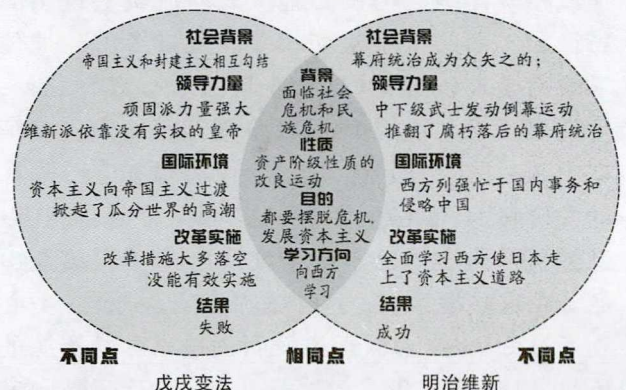 社会背景
帝国主义和封建主义相互勾结
领导力量
顽固派力量强大
维新派依靠没有实权的皇帝
国际环境
资本主义向帝国主义过渡
掀起了瓜分世界的高潮
改革实施
改革措施大多落空
没能有效实施
结果
失败
背景
面临社会
危机和民
族危机
性质
资产阶级性质的
改良运动
目的
都要摆脱危机,
发展资本主义
学习方向
向西方
学习
社会背景
幕府统治成为众矢之的;
领导力量
中下级武士发动倒幕运动
推翻了腐朽落后的幕府统治
国际环境
西方列强忙于国内事务和
侵略中国
改革实施
全面学习西方使日本走
上了资本主义道路
结果
成功
不同点
相同点
不同点
戊戌变法
明治维新